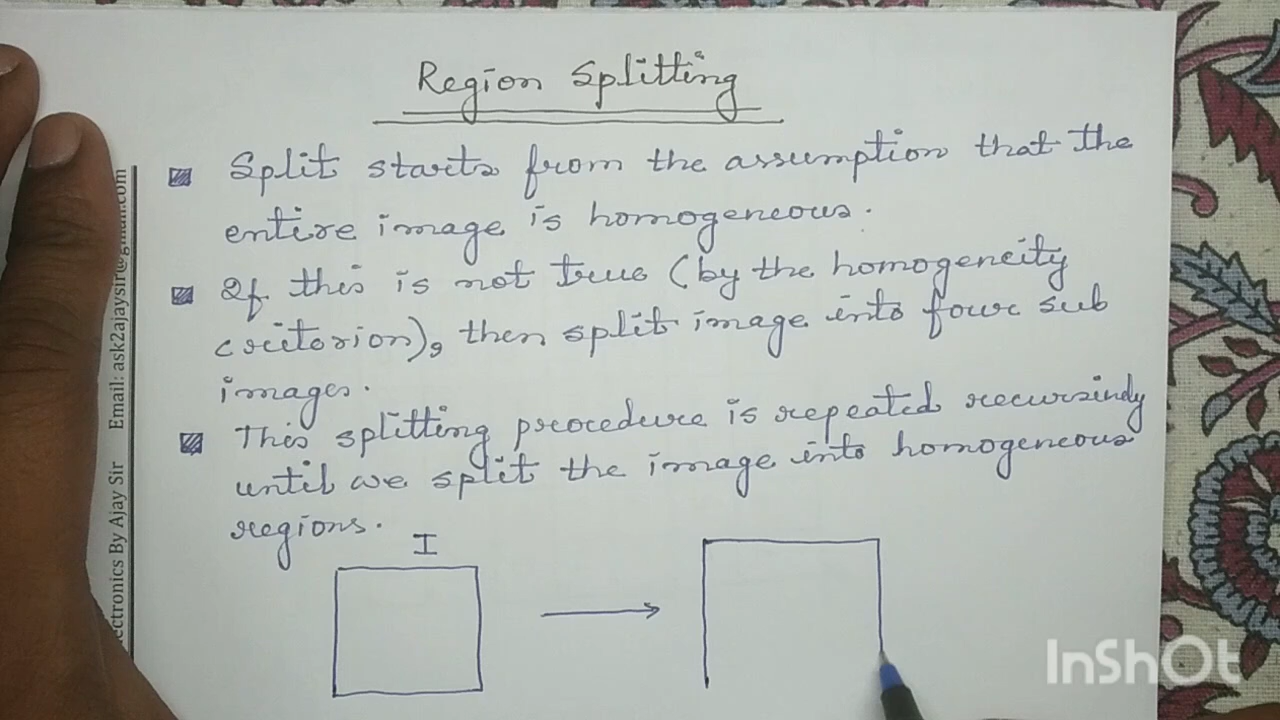 Region Splitting
Split starts from the assumption that the
entire image is homogeneous.
If this is not true (by the homogeneity
criterion), then split image into four sub
images.
This splitting procedure is repeated recursively
until we split the image into homogeneous
regions.
I
ectronics By Ajay Sir Email: ask2ajaysir@gmail.com
InShOt